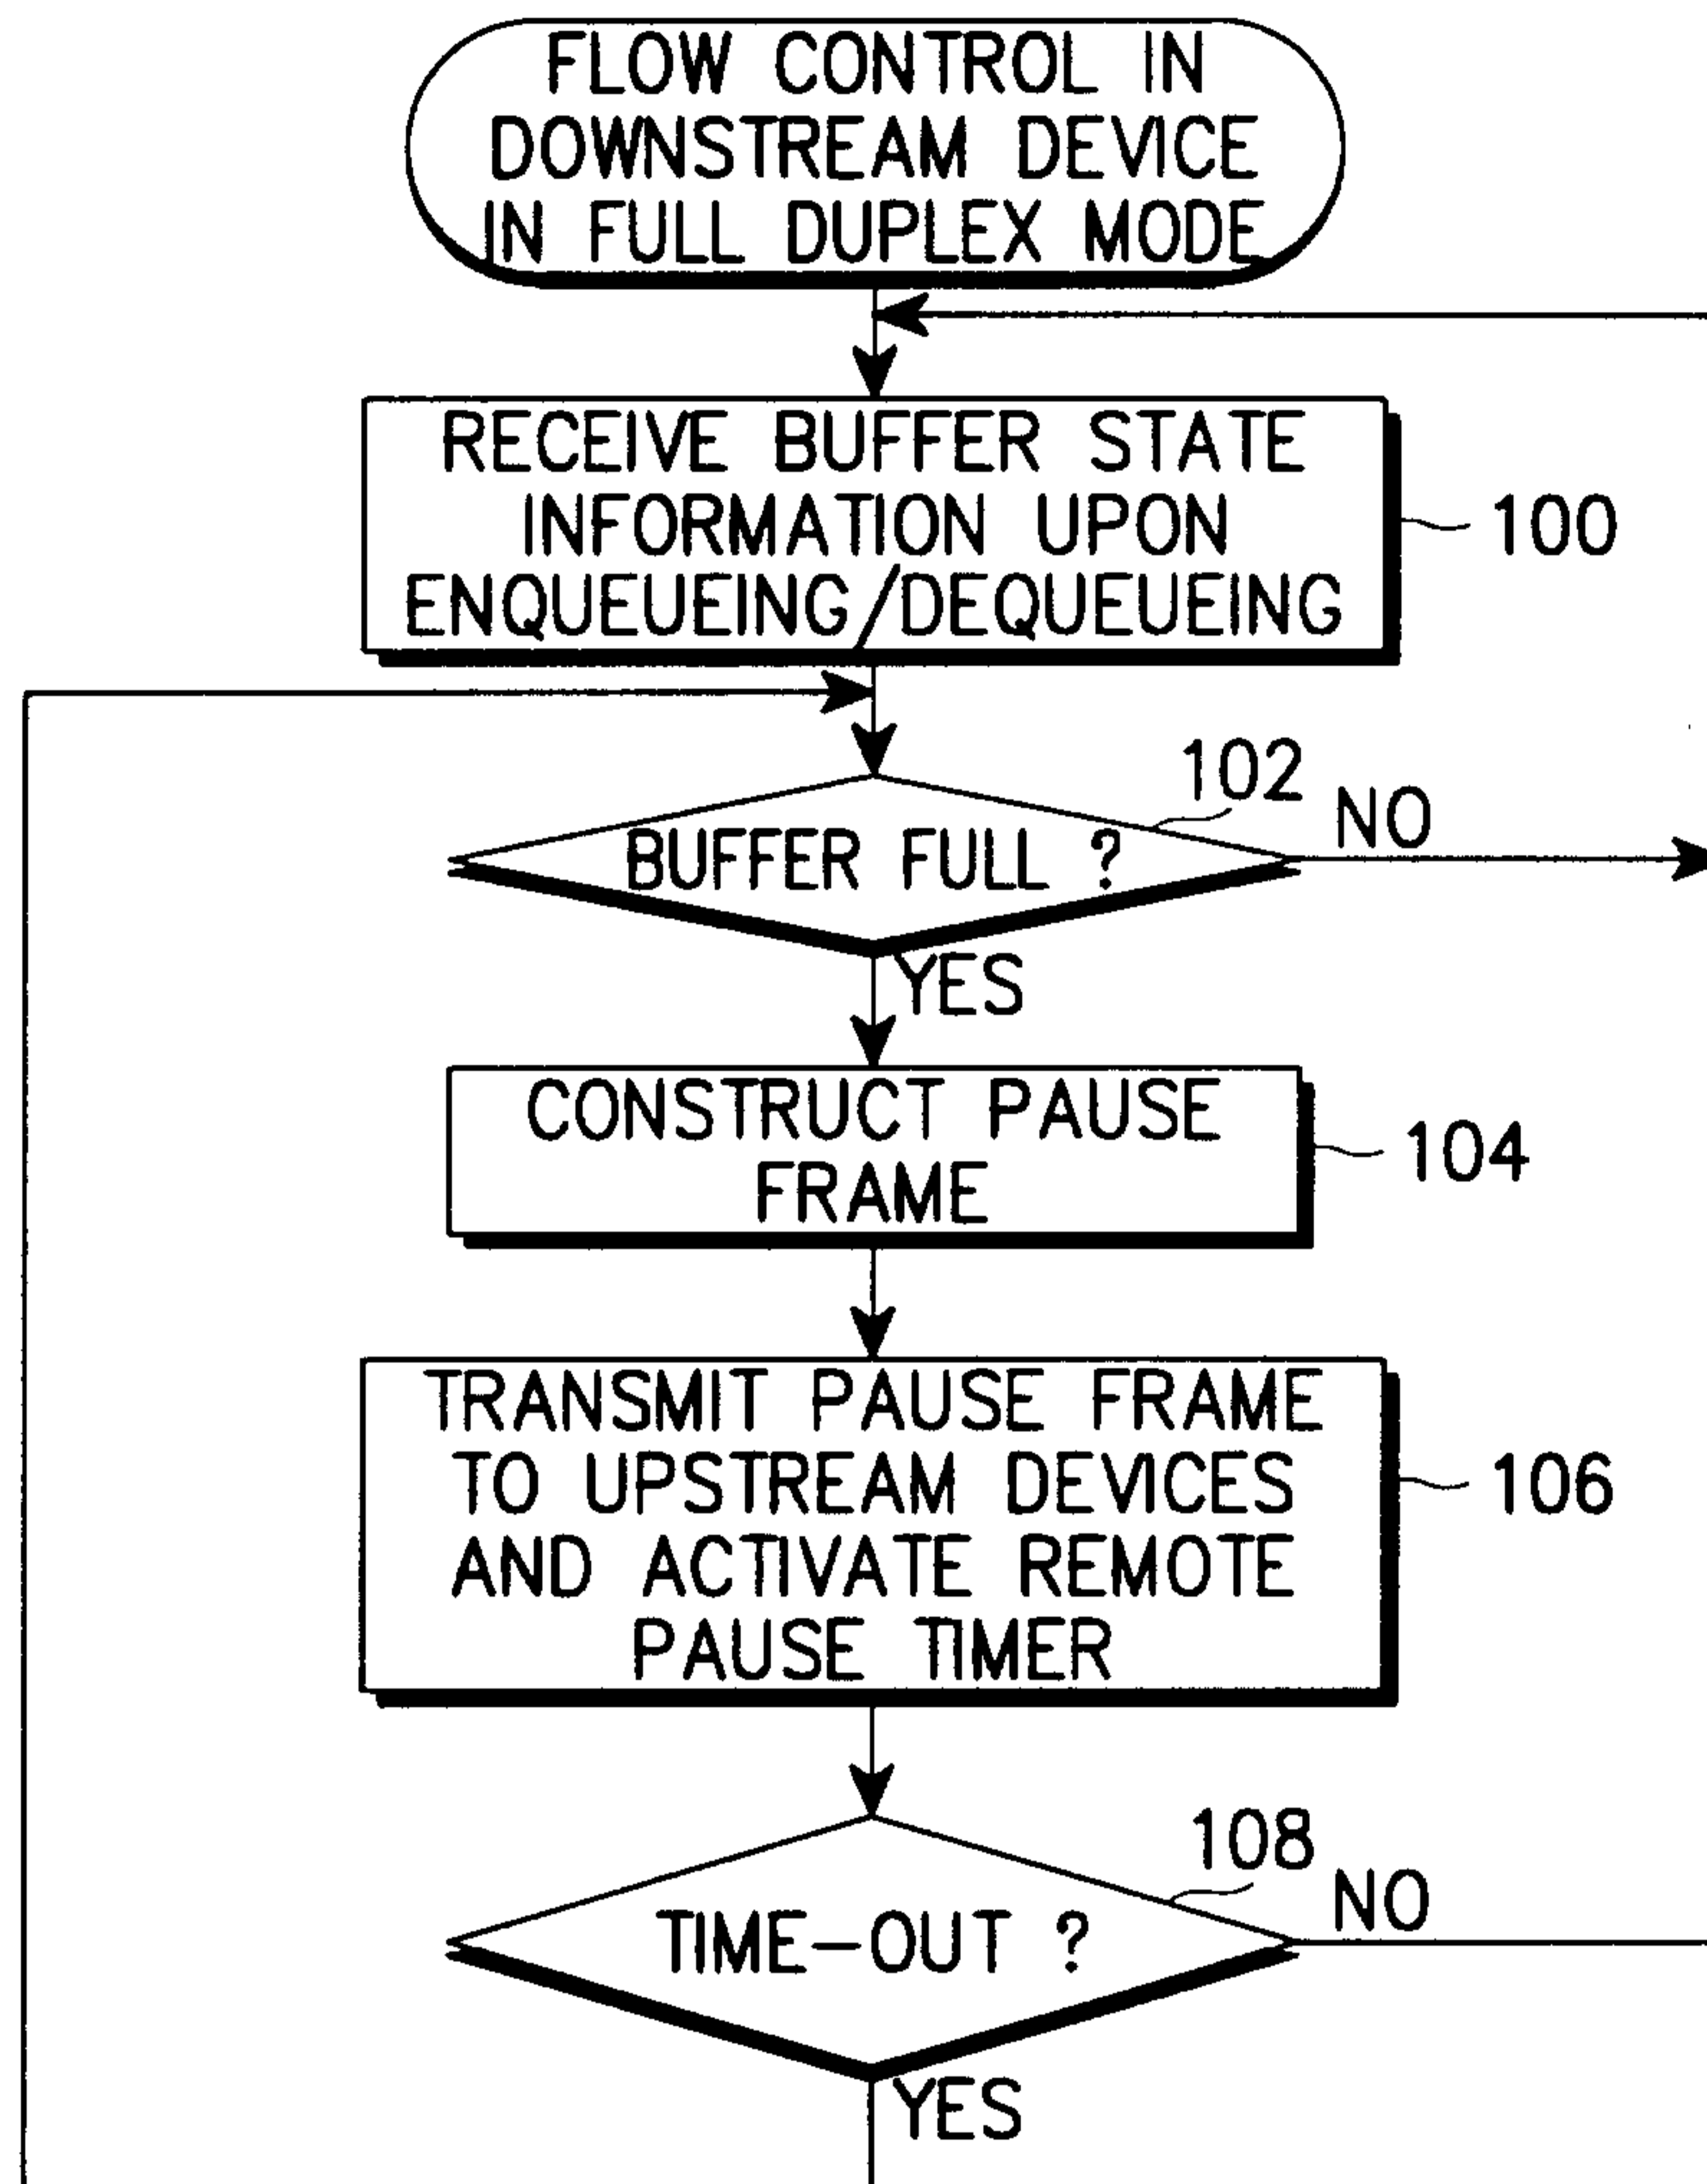 FLOW CONTROL IN
DOWNSTREAM DEVICE
IN FULL DUPLEX MODE
RECEIVE BUFFER STATE
INFORMATION UPON
ENQUEUEING/DEQUEUEING
100
102
NO
BUFFER FULL ?
YES
CONSTRUCT PAUSE
FRAME
104
TRANSMIT PAUSE FRAME
TO UPSTREAM DEVICES
AND ACTIVATE REMOTE
PAUSE TIMER
106
108
NO
TIME-OUT ?
YES